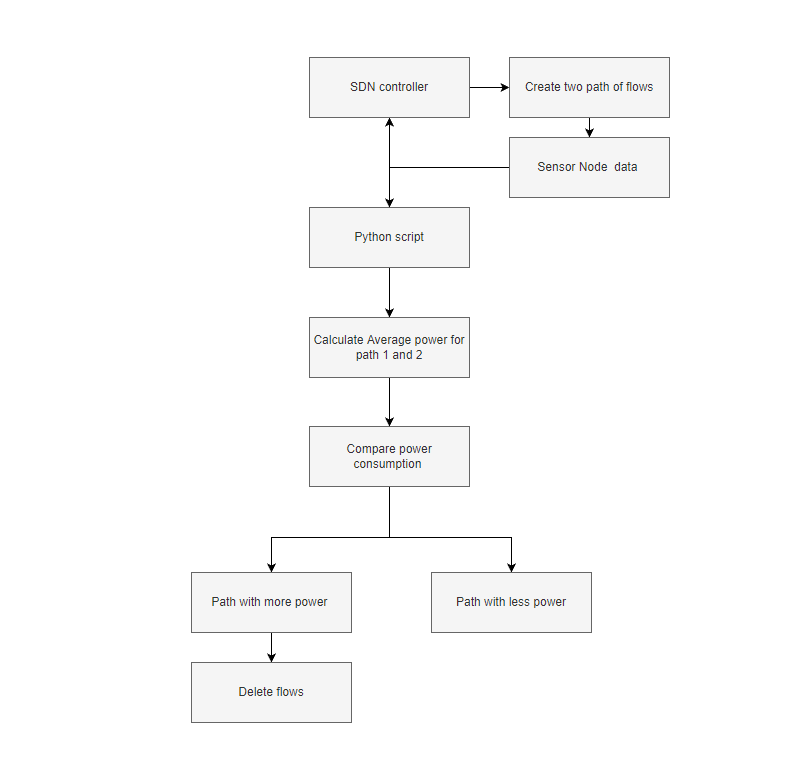 SDN controller
Create two path of flows
Sensor Node  data
Python script
Calculate Average power for
path 1 and 2
Compare power
consumption
Path with more power
Path with less power
Delete flows